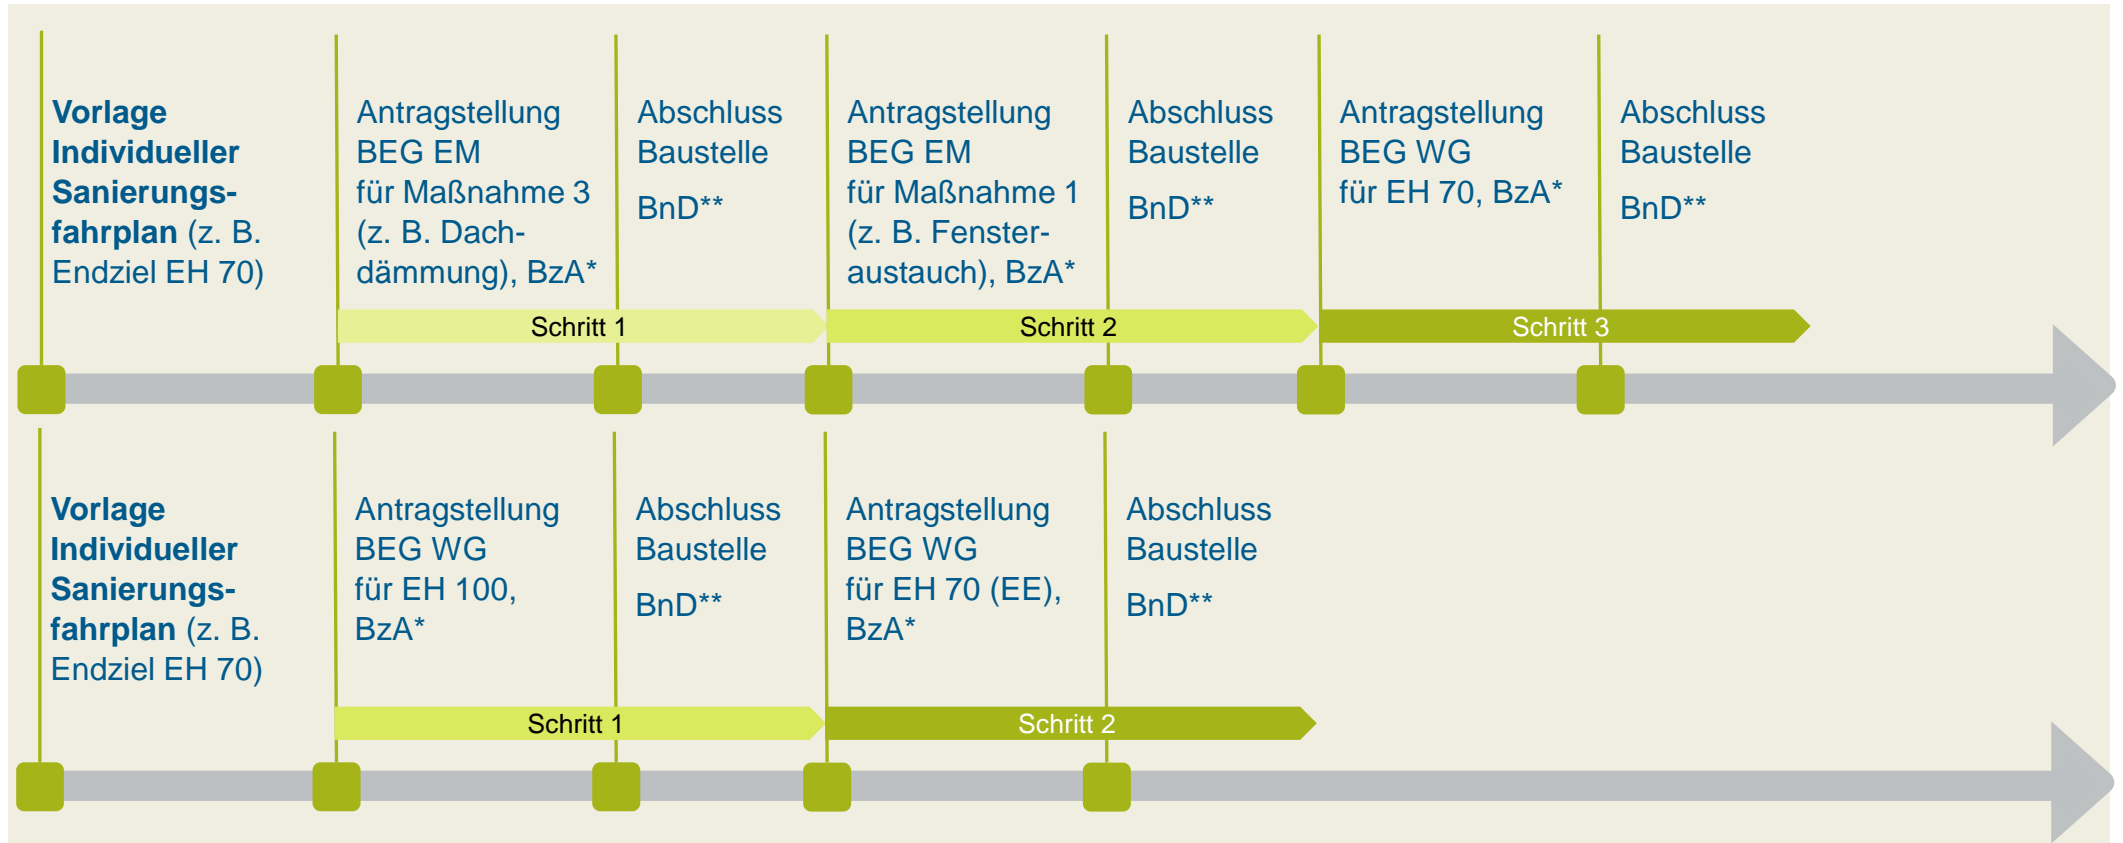 Vorlage
Individueller
Sanierungs-
fahrplan (z. B.
Endziel EH 70)
Antragstellung
BEG EM
für Maßnahme 3
(z. B. Dach-
dämmung), BzA*
Abschluss
Baustelle
BnD**
Antragstellung
BEG EM
für Maßnahme 1
(z. B. Fenster-
austauch), BzA*
Abschluss
Baustelle
BnD**
Antragstellung
BEG WG
für EH 70, BzA*
Abschluss
Baustelle
BnD**
Schritt 1
Schritt 2
Schritt 3
Vorlage
Individueller
Sanierungs-
fahrplan (z. B.
Endziel EH 70)
Antragstellung
BEG WG
für EH 100,
BzA*
Abschluss
Baustelle
BnD**
Antragstellung
BEG WG
für EH 70 (EE),
BzA*
Abschluss
Baustelle
BnD**
Schritt 1
Schritt 2